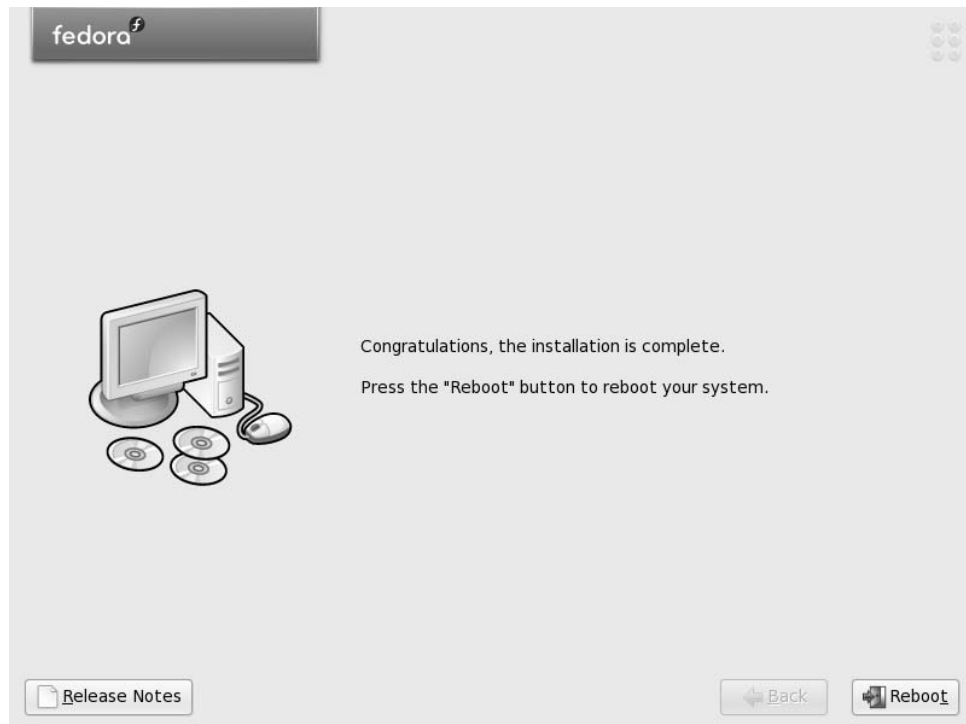 fedora
Congratulations, the installation is complete.
Press the "Reboot" button to reboot your system.
Release Notes
Back
Reboot